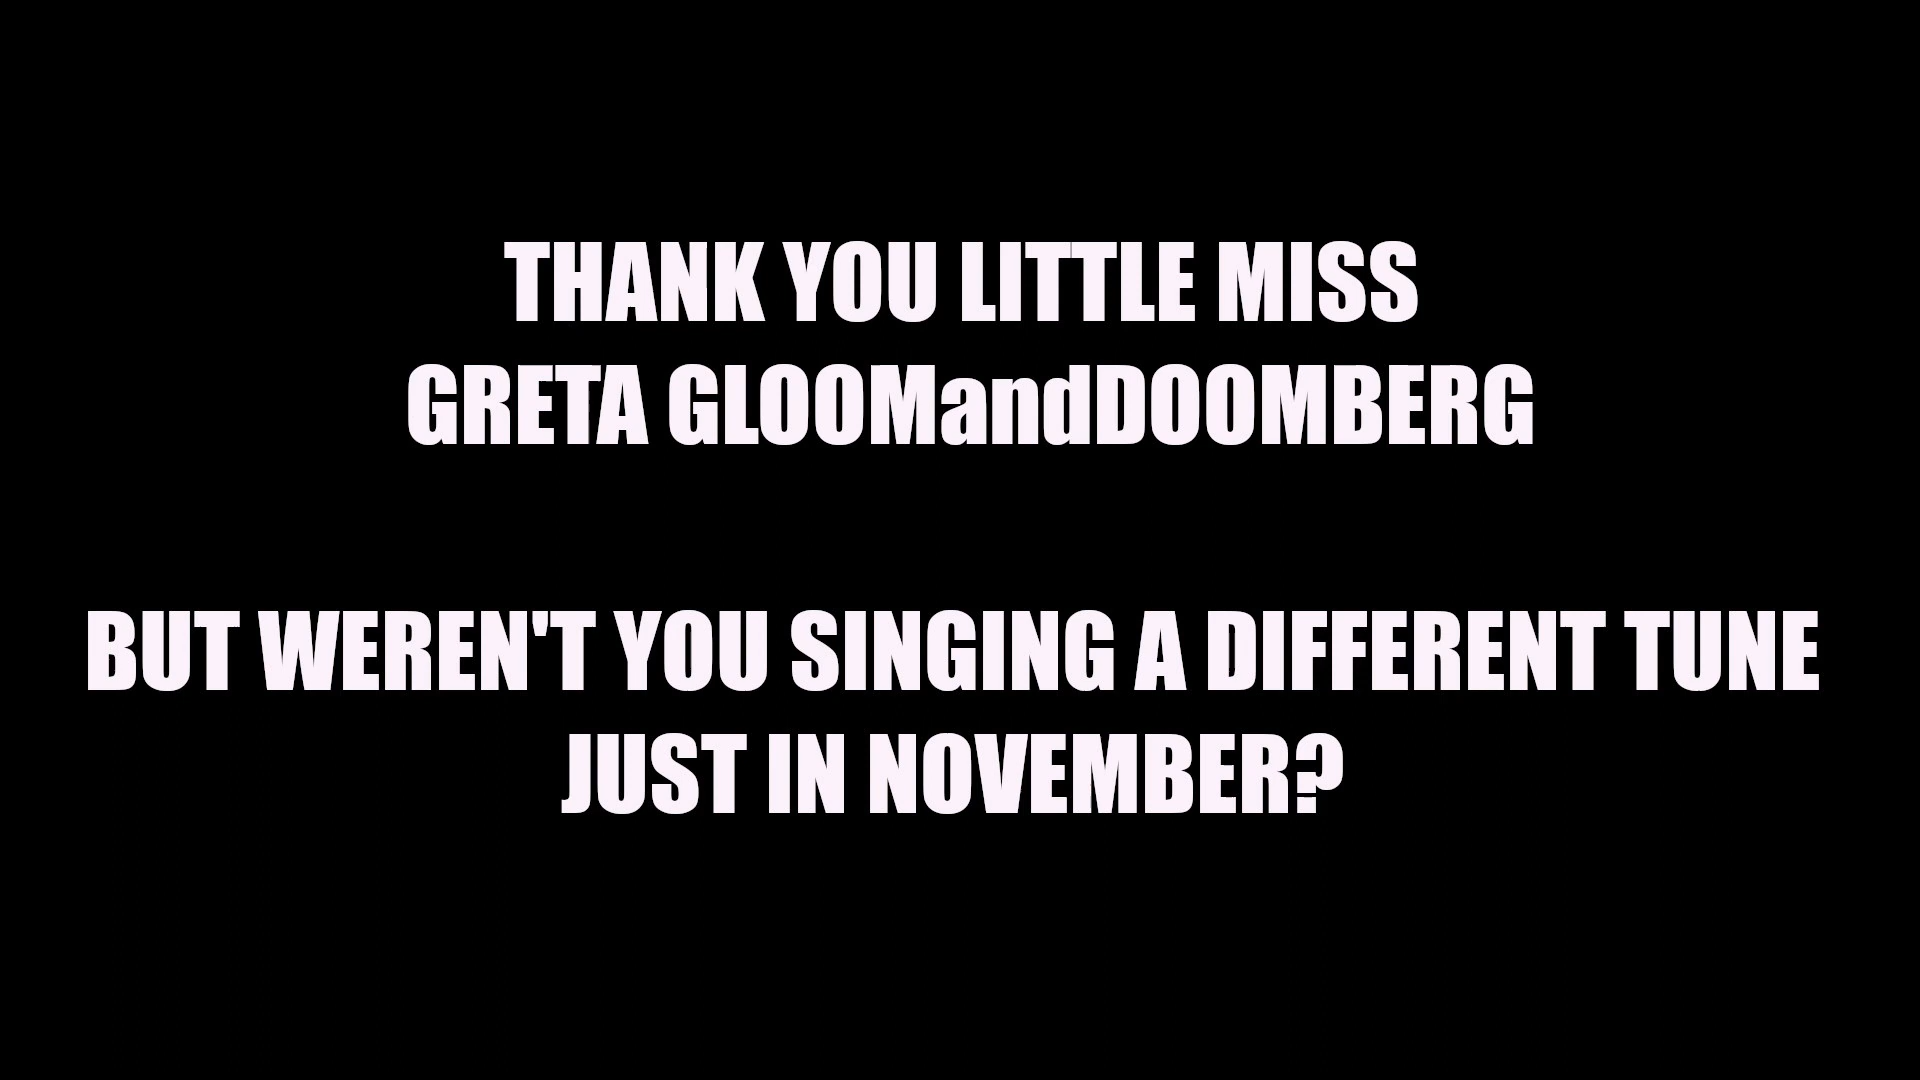 THANK YOU LITTLE MISS
GRETA GLOOMandDOOMBERG
BUT WEREN'T YOU SINGING A DIFFERENT TUNE
JUST IN NOVEMBER?